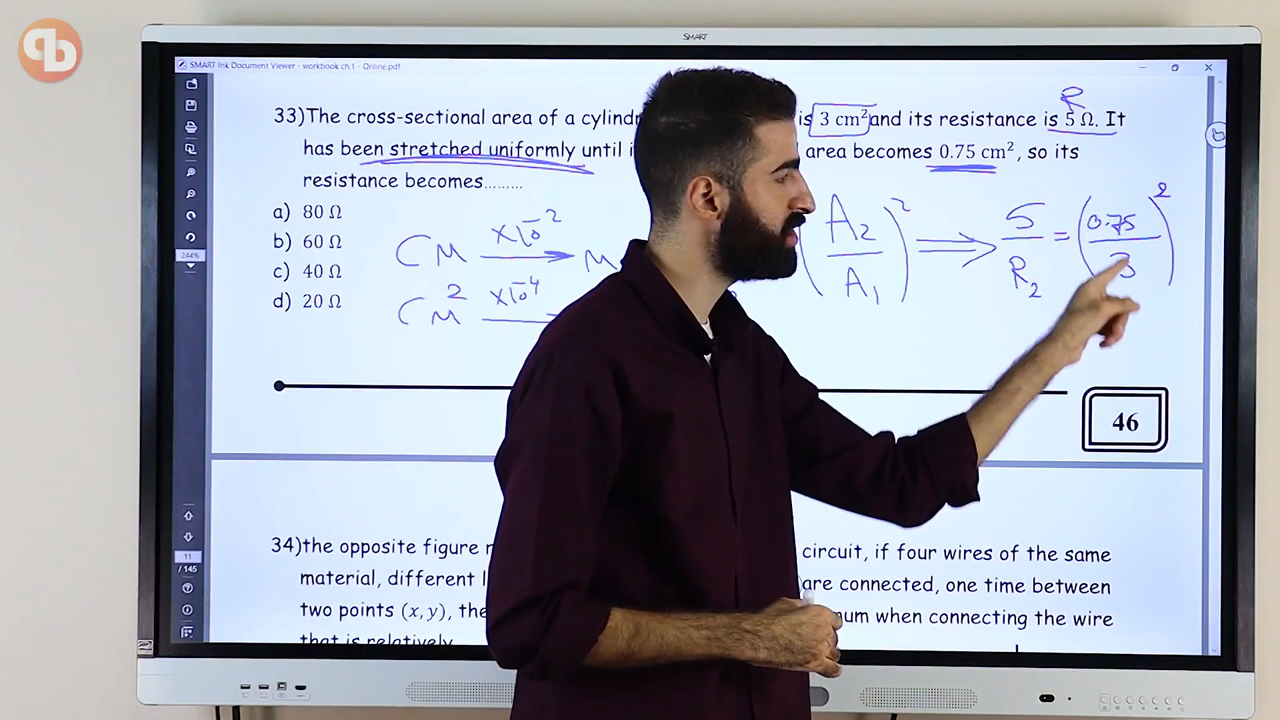 SMART
SMART Ink Document Viewer - workbook ch.1 - Online.pdf
R
33)The cross-sectional area of a is 3 cm² and its resistance is 5 Ω. It
has been stretched uniformly until area becomes 0.75 cm², so its
resistance becomes.........
a) 80 Ω
b) 60 Ω
c) 40 Ω
d) 20 Ω
CM ×10⁻² M
CM² ×10⁻⁴
(A₂/A₁)² ⟹ 5/R₂ = (0.75/3)²
244%
46
34)the opposite figure circuit, if four wires of the same
material, different are connected, one time between
two points (x, y), the when connecting the wire
that is relatively
11
/ 145